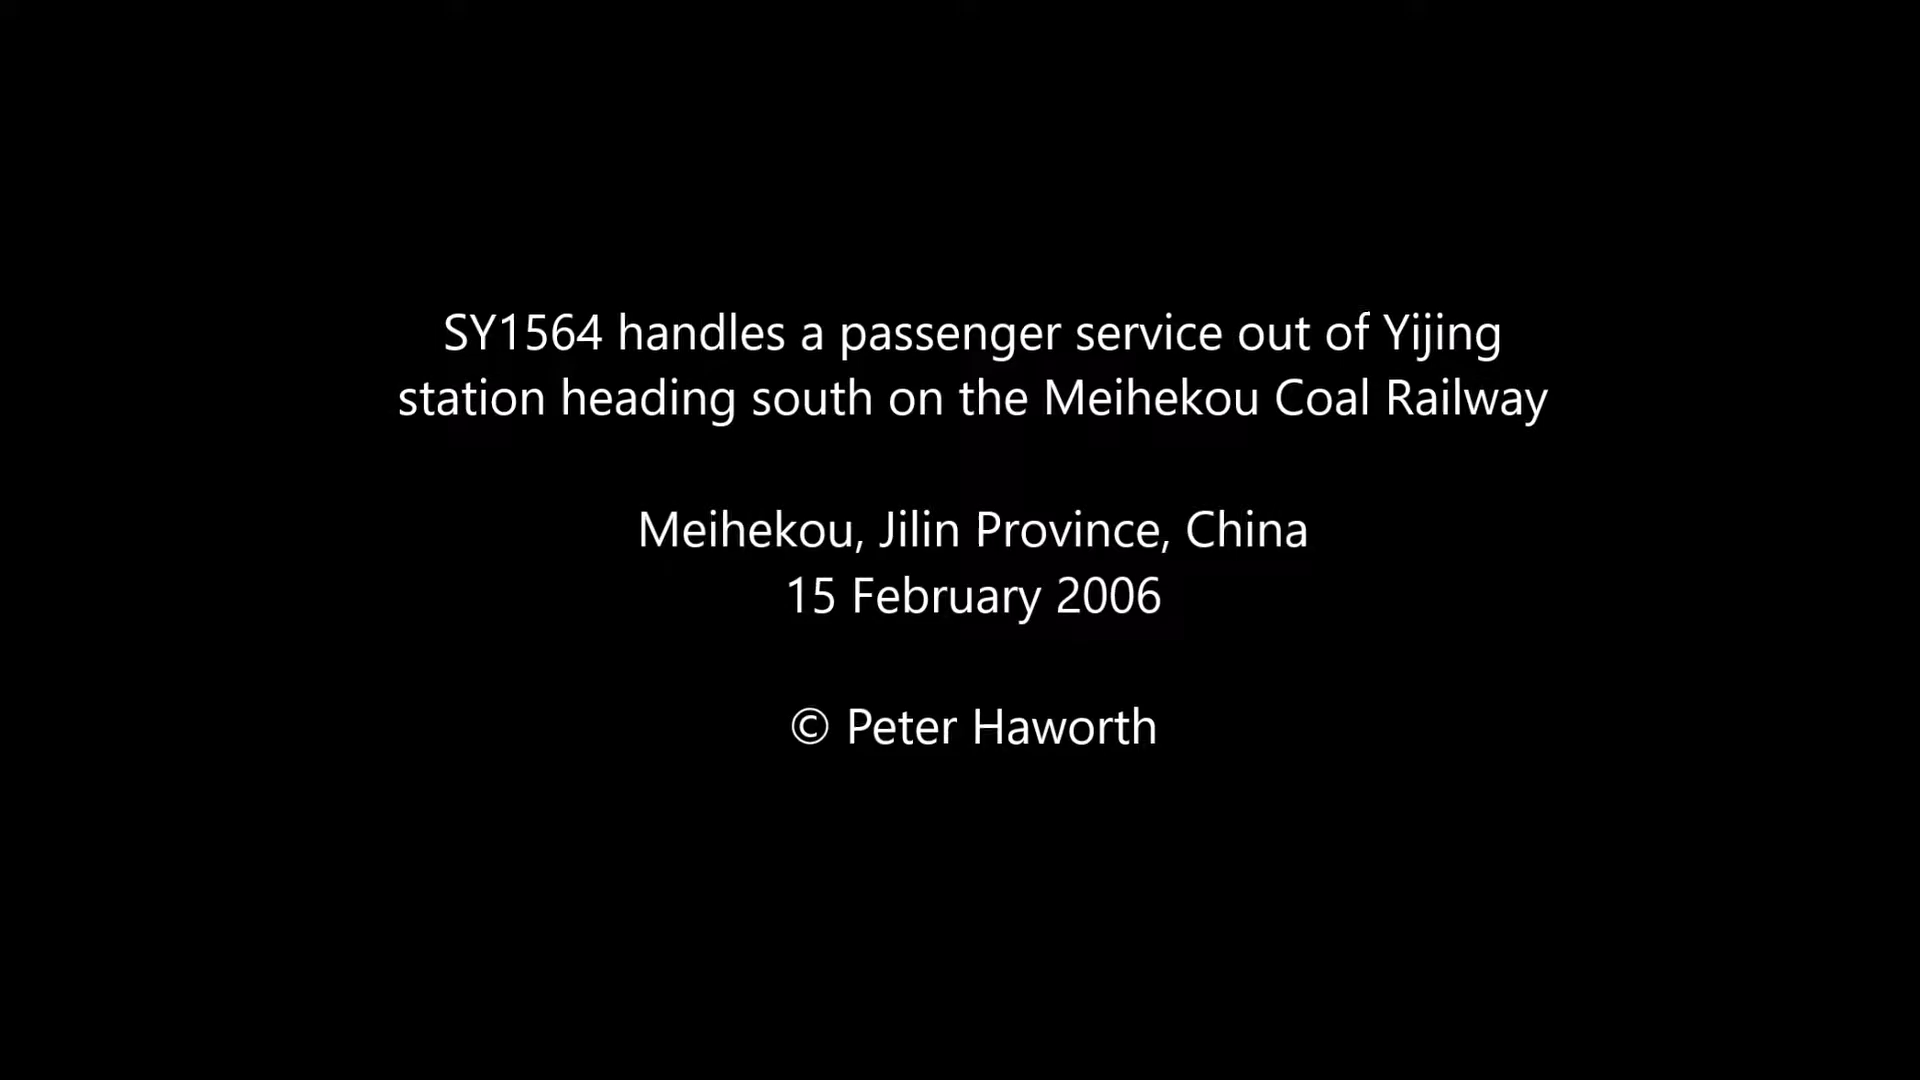 SY1564 handles a passenger service out of Yijing
station heading south on the Meihekou Coal Railway
Meihekou, Jilin Province, China
15 February 2006
© Peter Haworth